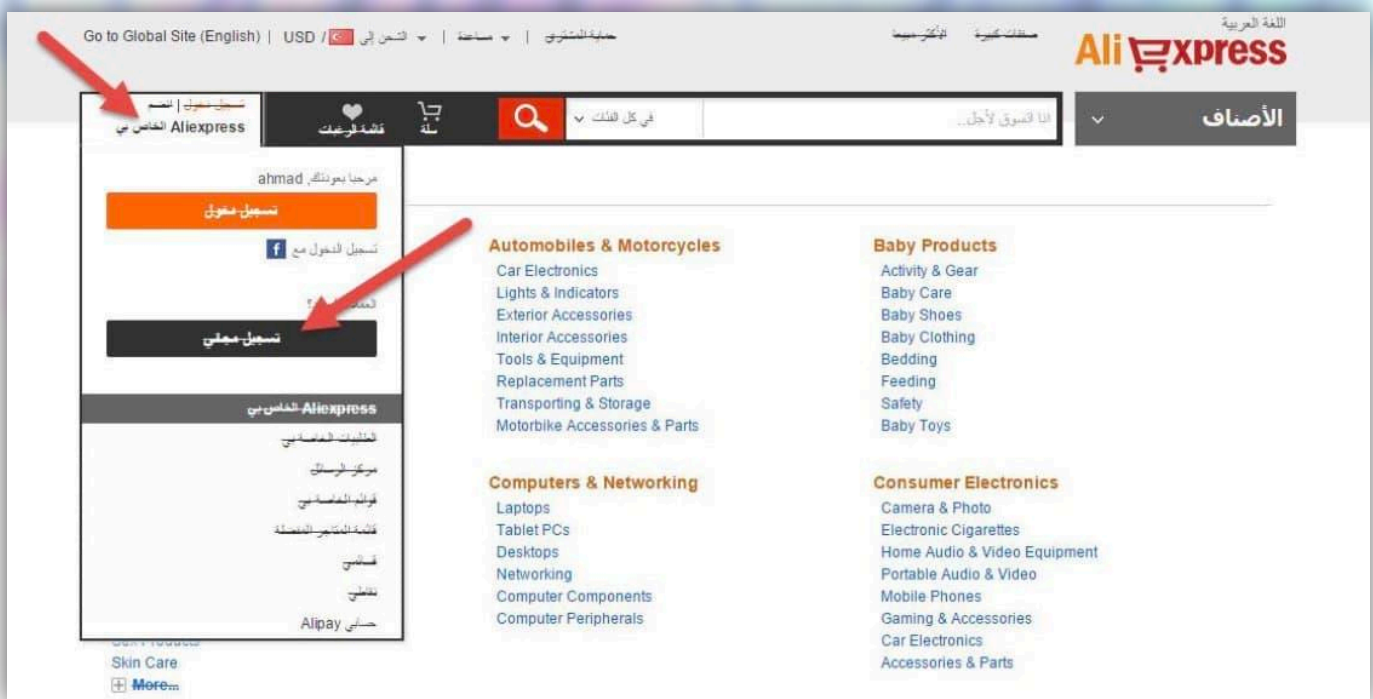 اللغة العربية
AliExpress
صفقات كبيرة
الأكثر مبيعا
حماية المشتري |
مساعدة |
الشحن إلى / USD
| Go to Global Site (English)
الأصناف
انا اتسوق لأجل..
في كل الفئات
سلة
قائمة الرغبات
تسجيل دخول | انضم
Aliexpress الخاص بي
مرحبا بعودتك, ahmad
تسجيل دخول
تسجيل الدخول مع f
تسجيل مجاني
Aliexpress الخاص بي
الطلبيات الخاصة بي
مركز الرسائل
قوائم الخاصة بي
قائمة المتاجر المفضلة
قسائمي
نقاطي
حسابي Alipay
Skin Care
More...
Automobiles & Motorcycles
Car Electronics
Lights & Indicators
Exterior Accessories
Interior Accessories
Tools & Equipment
Replacement Parts
Transporting & Storage
Motorbike Accessories & Parts
Baby Products
Activity & Gear
Baby Care
Baby Shoes
Baby Clothing
Bedding
Feeding
Safety
Baby Toys
Computers & Networking
Laptops
Tablet PCs
Desktops
Networking
Computer Components
Computer Peripherals
Consumer Electronics
Camera & Photo
Electronic Cigarettes
Home Audio & Video Equipment
Portable Audio & Video
Mobile Phones
Gaming & Accessories
Car Electronics
Accessories & Parts